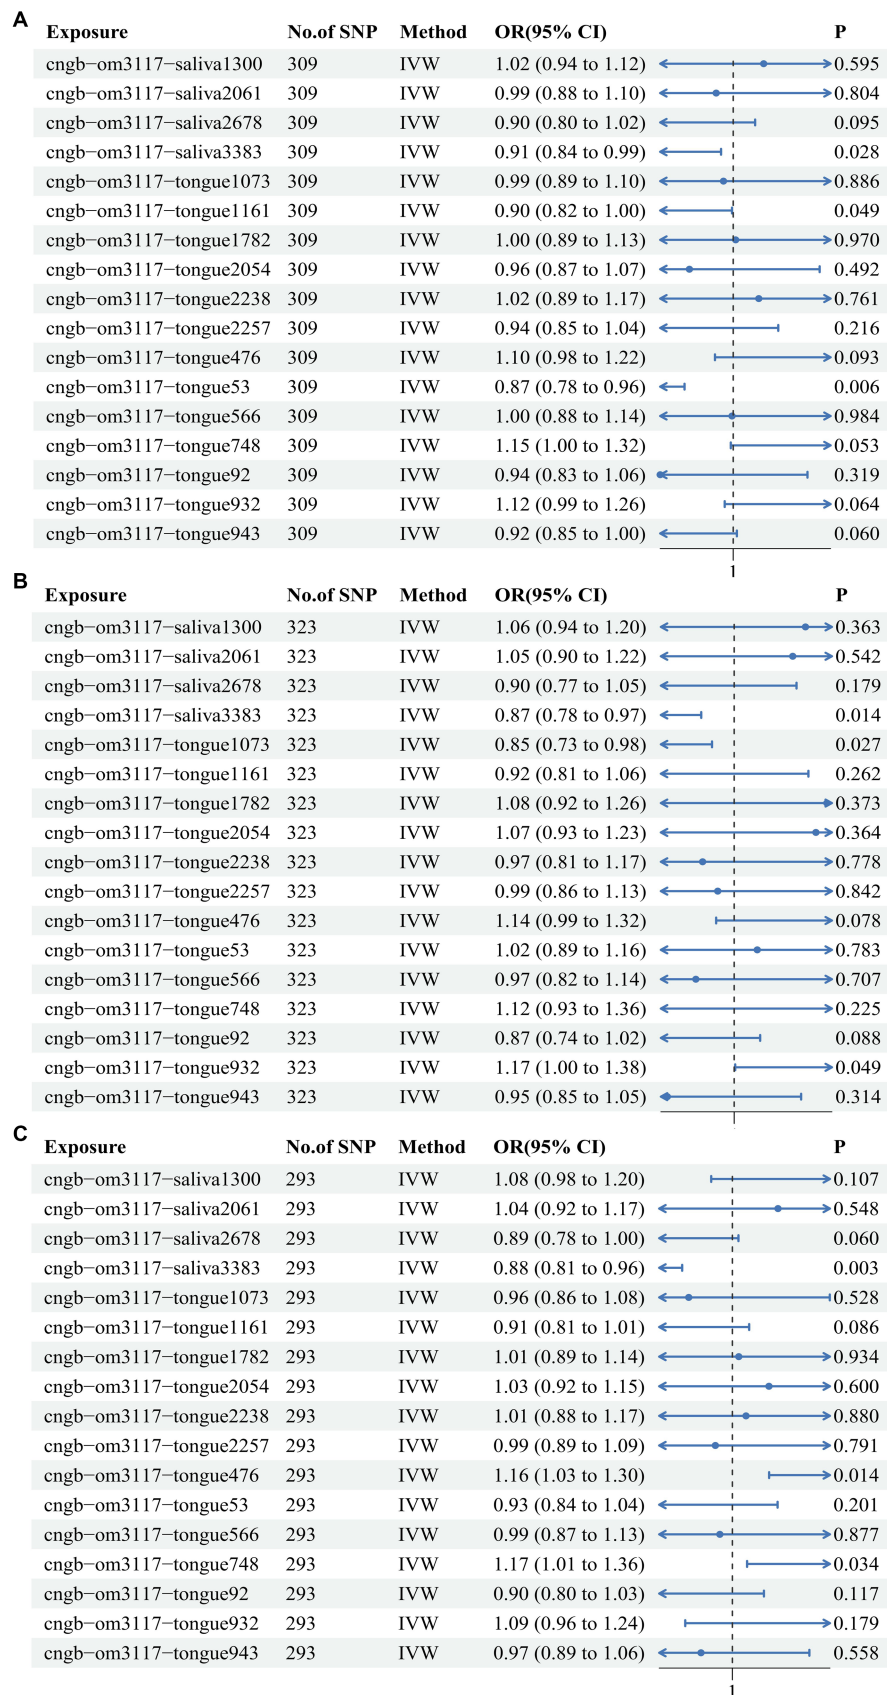 A
Exposure No.of SNP Method OR(95% CI) P
cngb−om3117−saliva1300 309 IVW 1.02 (0.94 to 1.12) 0.595
cngb−om3117−saliva2061 309 IVW 0.99 (0.88 to 1.10) 0.804
cngb−om3117−saliva2678 309 IVW 0.90 (0.80 to 1.02) 0.095
cngb−om3117−saliva3383 309 IVW 0.91 (0.84 to 0.99) 0.028
cngb−om3117−tongue1073 309 IVW 0.99 (0.89 to 1.10) 0.886
cngb−om3117−tongue1161 309 IVW 0.90 (0.82 to 1.00) 0.049
cngb−om3117−tongue1782 309 IVW 1.00 (0.89 to 1.13) 0.970
cngb−om3117−tongue2054 309 IVW 0.96 (0.87 to 1.07) 0.492
cngb−om3117−tongue2238 309 IVW 1.02 (0.89 to 1.17) 0.761
cngb−om3117−tongue2257 309 IVW 0.94 (0.85 to 1.04) 0.216
cngb−om3117−tongue476 309 IVW 1.10 (0.98 to 1.22) 0.093
cngb−om3117−tongue53 309 IVW 0.87 (0.78 to 0.96) 0.006
cngb−om3117−tongue566 309 IVW 1.00 (0.88 to 1.14) 0.984
cngb−om3117−tongue748 309 IVW 1.15 (1.00 to 1.32) 0.053
cngb−om3117−tongue92 309 IVW 0.94 (0.83 to 1.06) 0.319
cngb−om3117−tongue932 309 IVW 1.12 (0.99 to 1.26) 0.064
cngb−om3117−tongue943 309 IVW 0.92 (0.85 to 1.00) 0.060
1
B
Exposure No.of SNP Method OR(95% CI) P
cngb−om3117−saliva1300 323 IVW 1.06 (0.94 to 1.20) 0.363
cngb−om3117−saliva2061 323 IVW 1.05 (0.90 to 1.22) 0.542
cngb−om3117−saliva2678 323 IVW 0.90 (0.77 to 1.05) 0.179
cngb−om3117−saliva3383 323 IVW 0.87 (0.78 to 0.97) 0.014
cngb−om3117−tongue1073 323 IVW 0.85 (0.73 to 0.98) 0.027
cngb−om3117−tongue1161 323 IVW 0.92 (0.81 to 1.06) 0.262
cngb−om3117−tongue1782 323 IVW 1.08 (0.92 to 1.26) 0.373
cngb−om3117−tongue2054 323 IVW 1.07 (0.93 to 1.23) 0.364
cngb−om3117−tongue2238 323 IVW 0.97 (0.81 to 1.17) 0.778
cngb−om3117−tongue2257 323 IVW 0.99 (0.86 to 1.13) 0.842
cngb−om3117−tongue476 323 IVW 1.14 (0.99 to 1.32) 0.078
cngb−om3117−tongue53 323 IVW 1.02 (0.89 to 1.16) 0.783
cngb−om3117−tongue566 323 IVW 0.97 (0.82 to 1.14) 0.707
cngb−om3117−tongue748 323 IVW 1.12 (0.93 to 1.36) 0.225
cngb−om3117−tongue92 323 IVW 0.87 (0.74 to 1.02) 0.088
cngb−om3117−tongue932 323 IVW 1.17 (1.00 to 1.38) 0.049
cngb−om3117−tongue943 323 IVW 0.95 (0.85 to 1.05) 0.314
C
Exposure No.of SNP Method OR(95% CI) P
cngb−om3117−saliva1300 293 IVW 1.08 (0.98 to 1.20) 0.107
cngb−om3117−saliva2061 293 IVW 1.04 (0.92 to 1.17) 0.548
cngb−om3117−saliva2678 293 IVW 0.89 (0.78 to 1.00) 0.060
cngb−om3117−saliva3383 293 IVW 0.88 (0.81 to 0.96) 0.003
cngb−om3117−tongue1073 293 IVW 0.96 (0.86 to 1.08) 0.528
cngb−om3117−tongue1161 293 IVW 0.91 (0.81 to 1.01) 0.086
cngb−om3117−tongue1782 293 IVW 1.01 (0.89 to 1.14) 0.934
cngb−om3117−tongue2054 293 IVW 1.03 (0.92 to 1.15) 0.600
cngb−om3117−tongue2238 293 IVW 1.01 (0.88 to 1.17) 0.880
cngb−om3117−tongue2257 293 IVW 0.99 (0.89 to 1.09) 0.791
cngb−om3117−tongue476 293 IVW 1.16 (1.03 to 1.30) 0.014
cngb−om3117−tongue53 293 IVW 0.93 (0.84 to 1.04) 0.201
cngb−om3117−tongue566 293 IVW 0.99 (0.87 to 1.13) 0.877
cngb−om3117−tongue748 293 IVW 1.17 (1.01 to 1.36) 0.034
cngb−om3117−tongue92 293 IVW 0.90 (0.80 to 1.03) 0.117
cngb−om3117−tongue932 293 IVW 1.09 (0.96 to 1.24) 0.179
cngb−om3117−tongue943 293 IVW 0.97 (0.89 to 1.06) 0.558
1